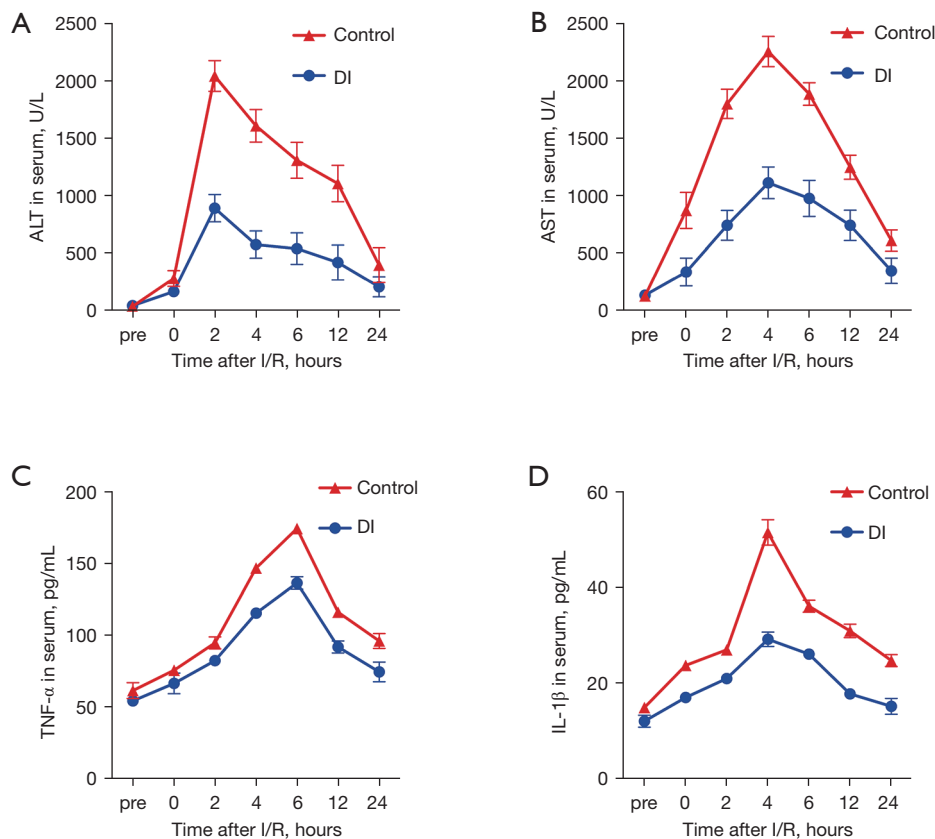 A
ALT in serum, U/L
2500
2000
1500
1000
500
0
Control
DI
pre 0 2 4 6 12 24
Time after I/R, hours
B
AST in serum, U/L
2500
2000
1500
1000
500
0
Control
DI
pre 0 2 4 6 12 24
Time after I/R, hours
C
TNF-α in serum, pg/mL
200
150
100
50
0
Control
DI
pre 0 2 4 6 12 24
Time after I/R, hours
D
IL-1β in serum, pg/mL
60
40
20
0
Control
DI
pre 0 2 4 6 12 24
Time after I/R, hours